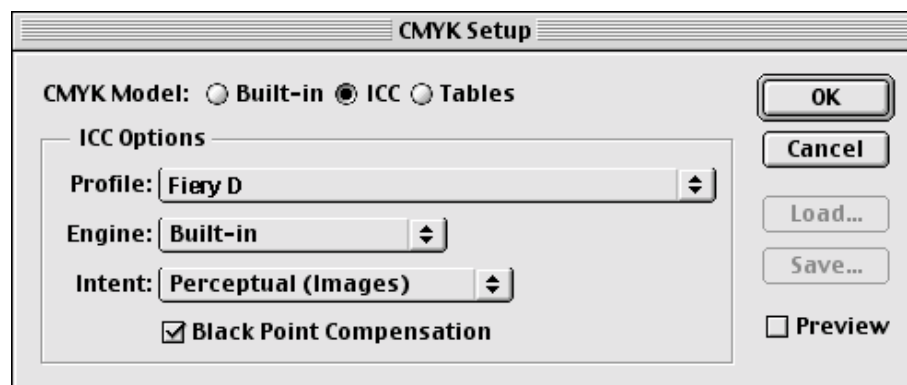 CMYK Setup
CMYK Model: Built-in ICC Tables
OK
ICC Options
Cancel
Profile: Fiery D
Load...
Engine: Built-in
Save...
Intent: Perceptual (Images)
Black Point Compensation
Preview